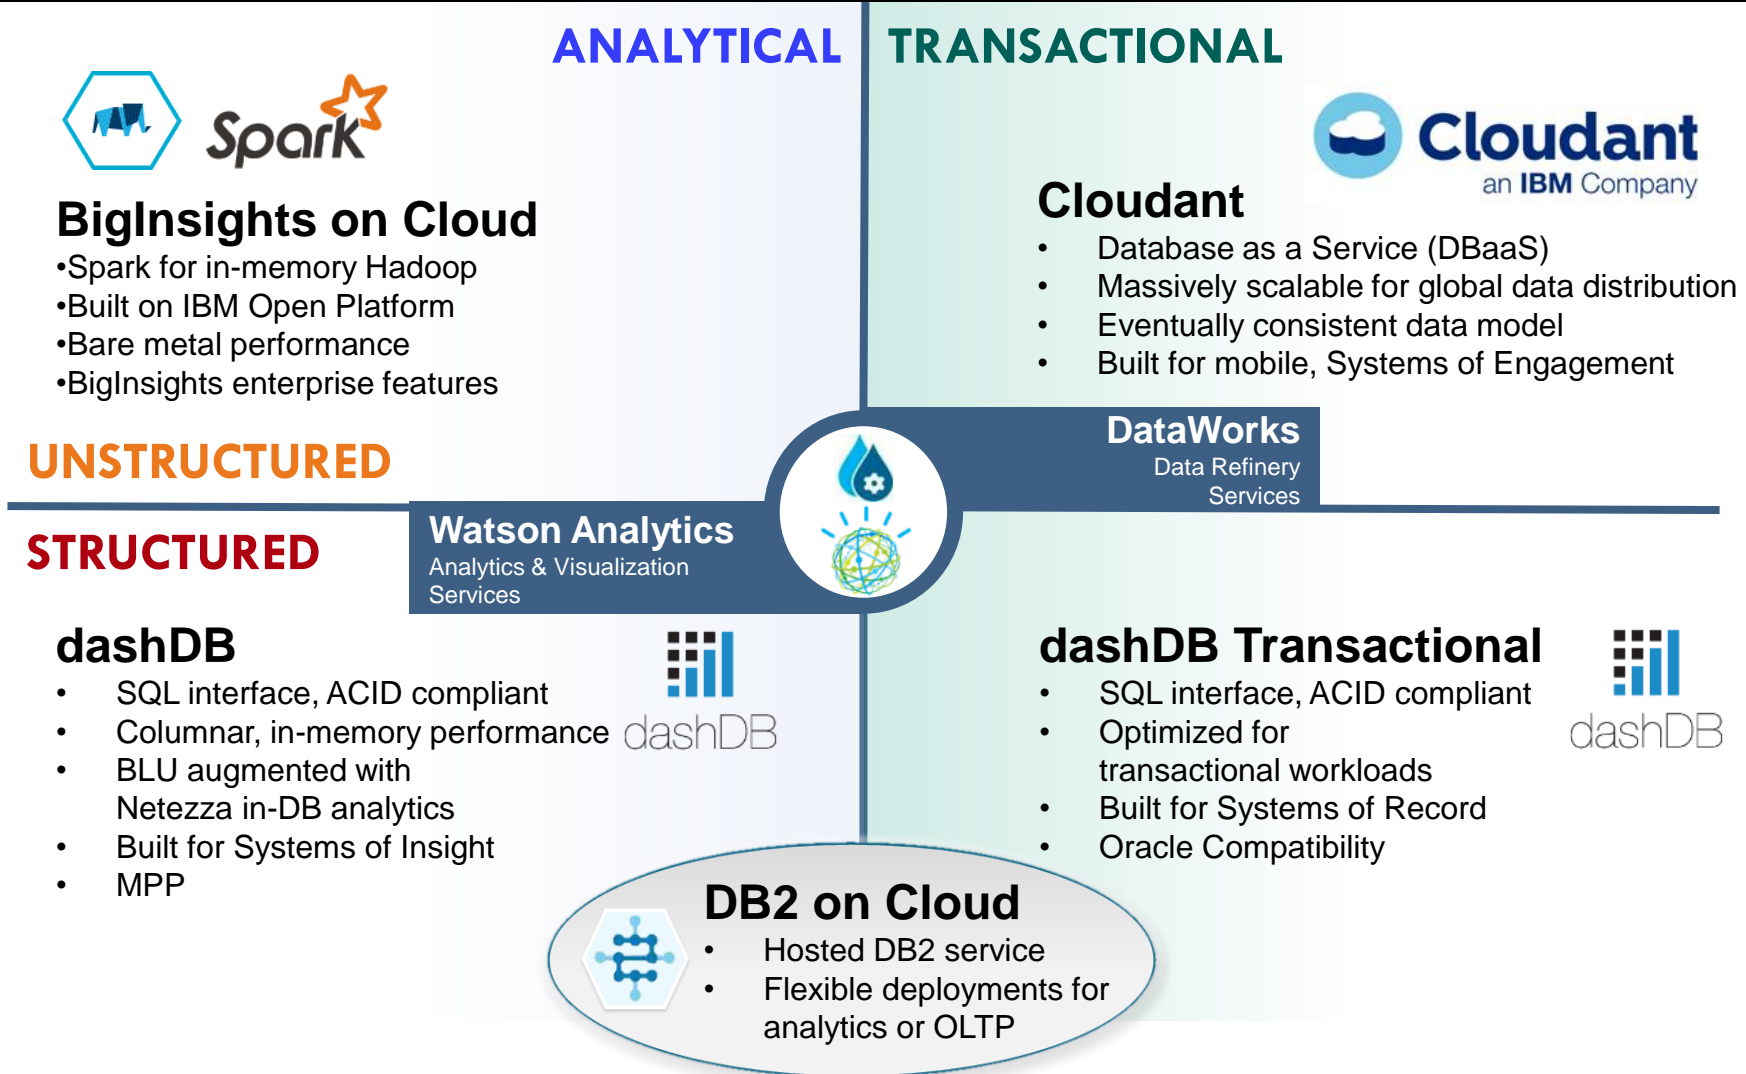 ANALYTICAL
TRANSACTIONAL
Spark
BigInsights on Cloud
•Spark for in-memory Hadoop
•Built on IBM Open Platform
•Bare metal performance
•BigInsights enterprise features
Cloudant
an IBM Company
Cloudant
• Database as a Service (DBaaS)
• Massively scalable for global data distribution
• Eventually consistent data model
• Built for mobile, Systems of Engagement
UNSTRUCTURED
DataWorks
Data Refinery
Services
STRUCTURED
Watson Analytics
Analytics & Visualization
Services
dashDB
• SQL interface, ACID compliant
• Columnar, in-memory performance
• BLU augmented with
Netezza in-DB analytics
• Built for Systems of Insight
• MPP
dashDB
dashDB Transactional
• SQL interface, ACID compliant
• Optimized for
transactional workloads
• Built for Systems of Record
• Oracle Compatibility
dashDB
DB2 on Cloud
• Hosted DB2 service
• Flexible deployments for
analytics or OLTP